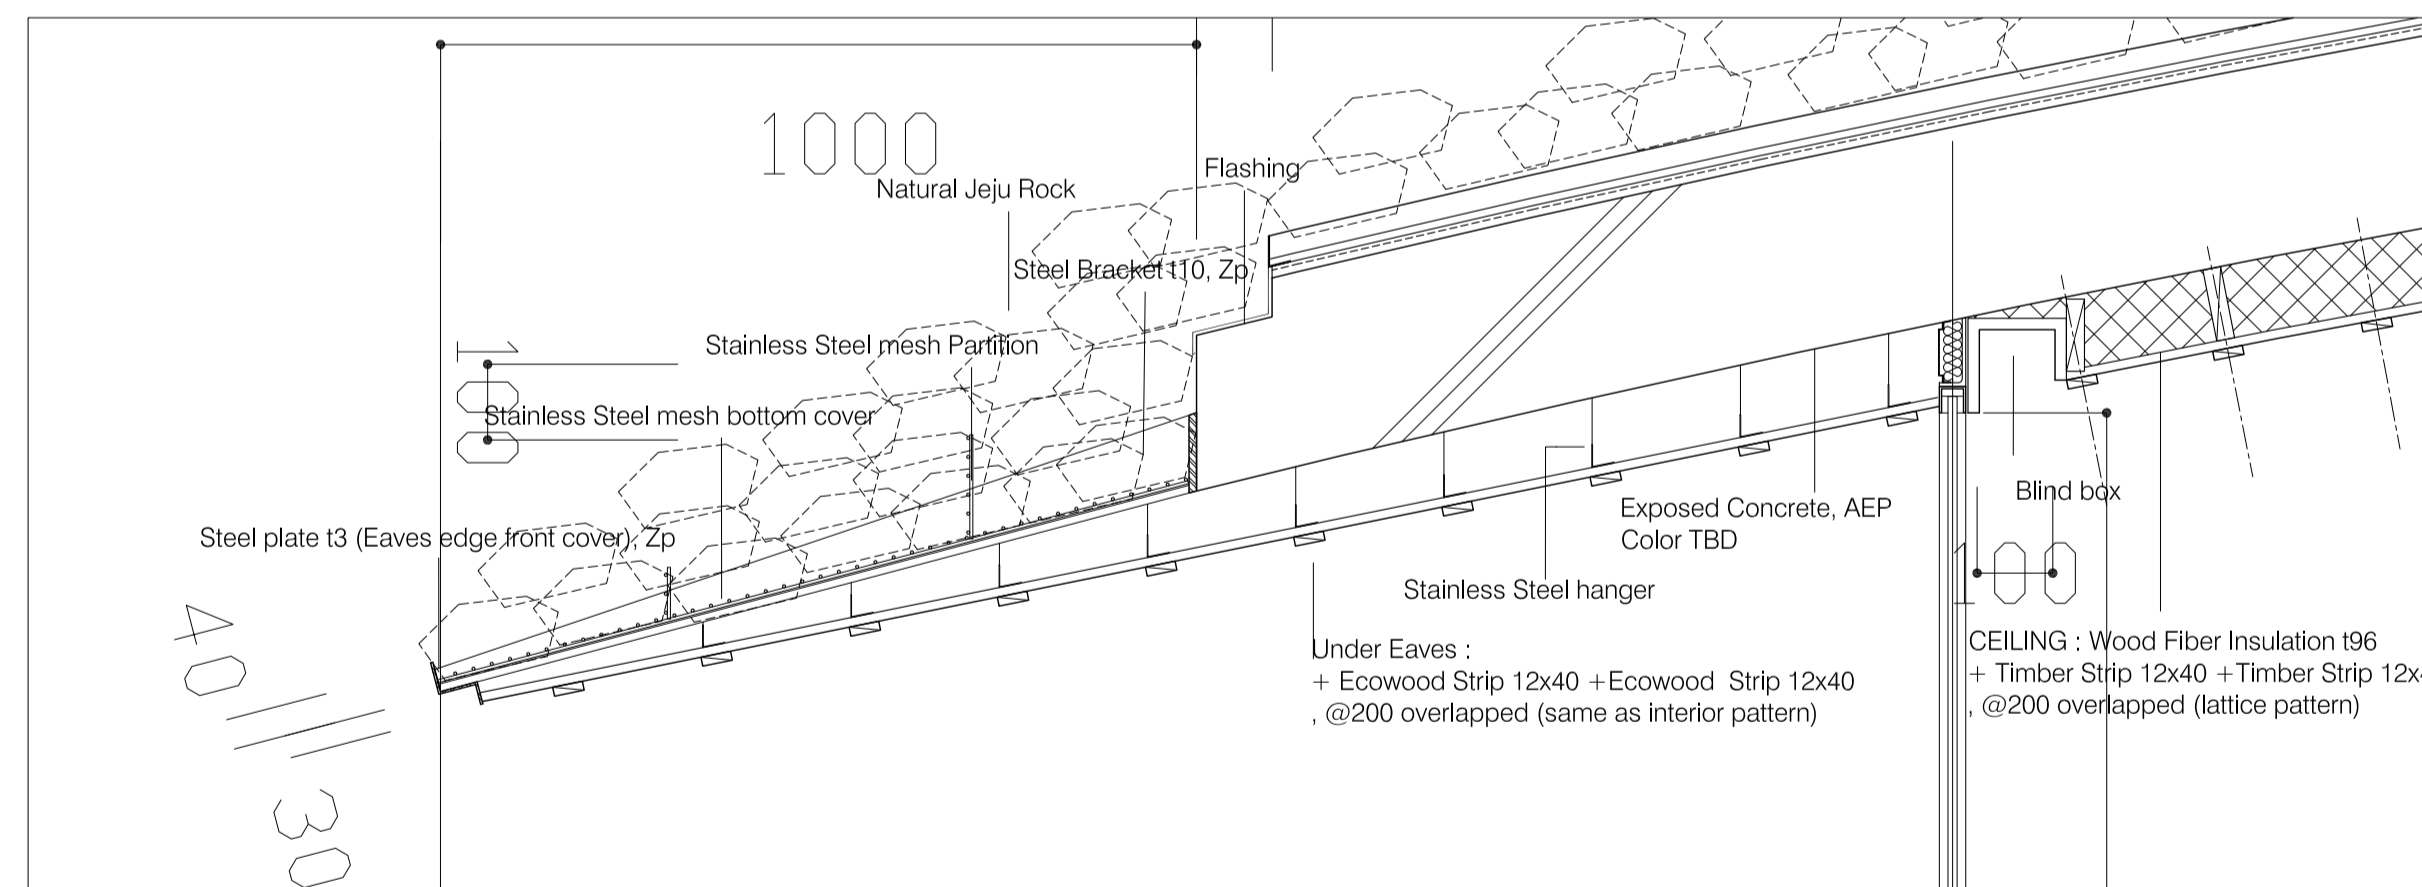 1000
Natural Jeju Rock
Flashing
Steel Bracket t10, Zp
Stainless Steel mesh Partition
100
Stainless Steel mesh bottom cover
Steel plate t3 (Eaves edge front cover), Zp
40
30
Exposed Concrete, AEP
Color TBD
Stainless Steel hanger
Under Eaves :
+ Ecowood Strip 12x40 +Ecowood Strip 12x40
, @200 overlapped (same as interior pattern)
Blind box
100
CEILING : Wood Fiber Insulation t96
+ Timber Strip 12x40 +Timber Strip
, @200 overlapped (lattice pattern)